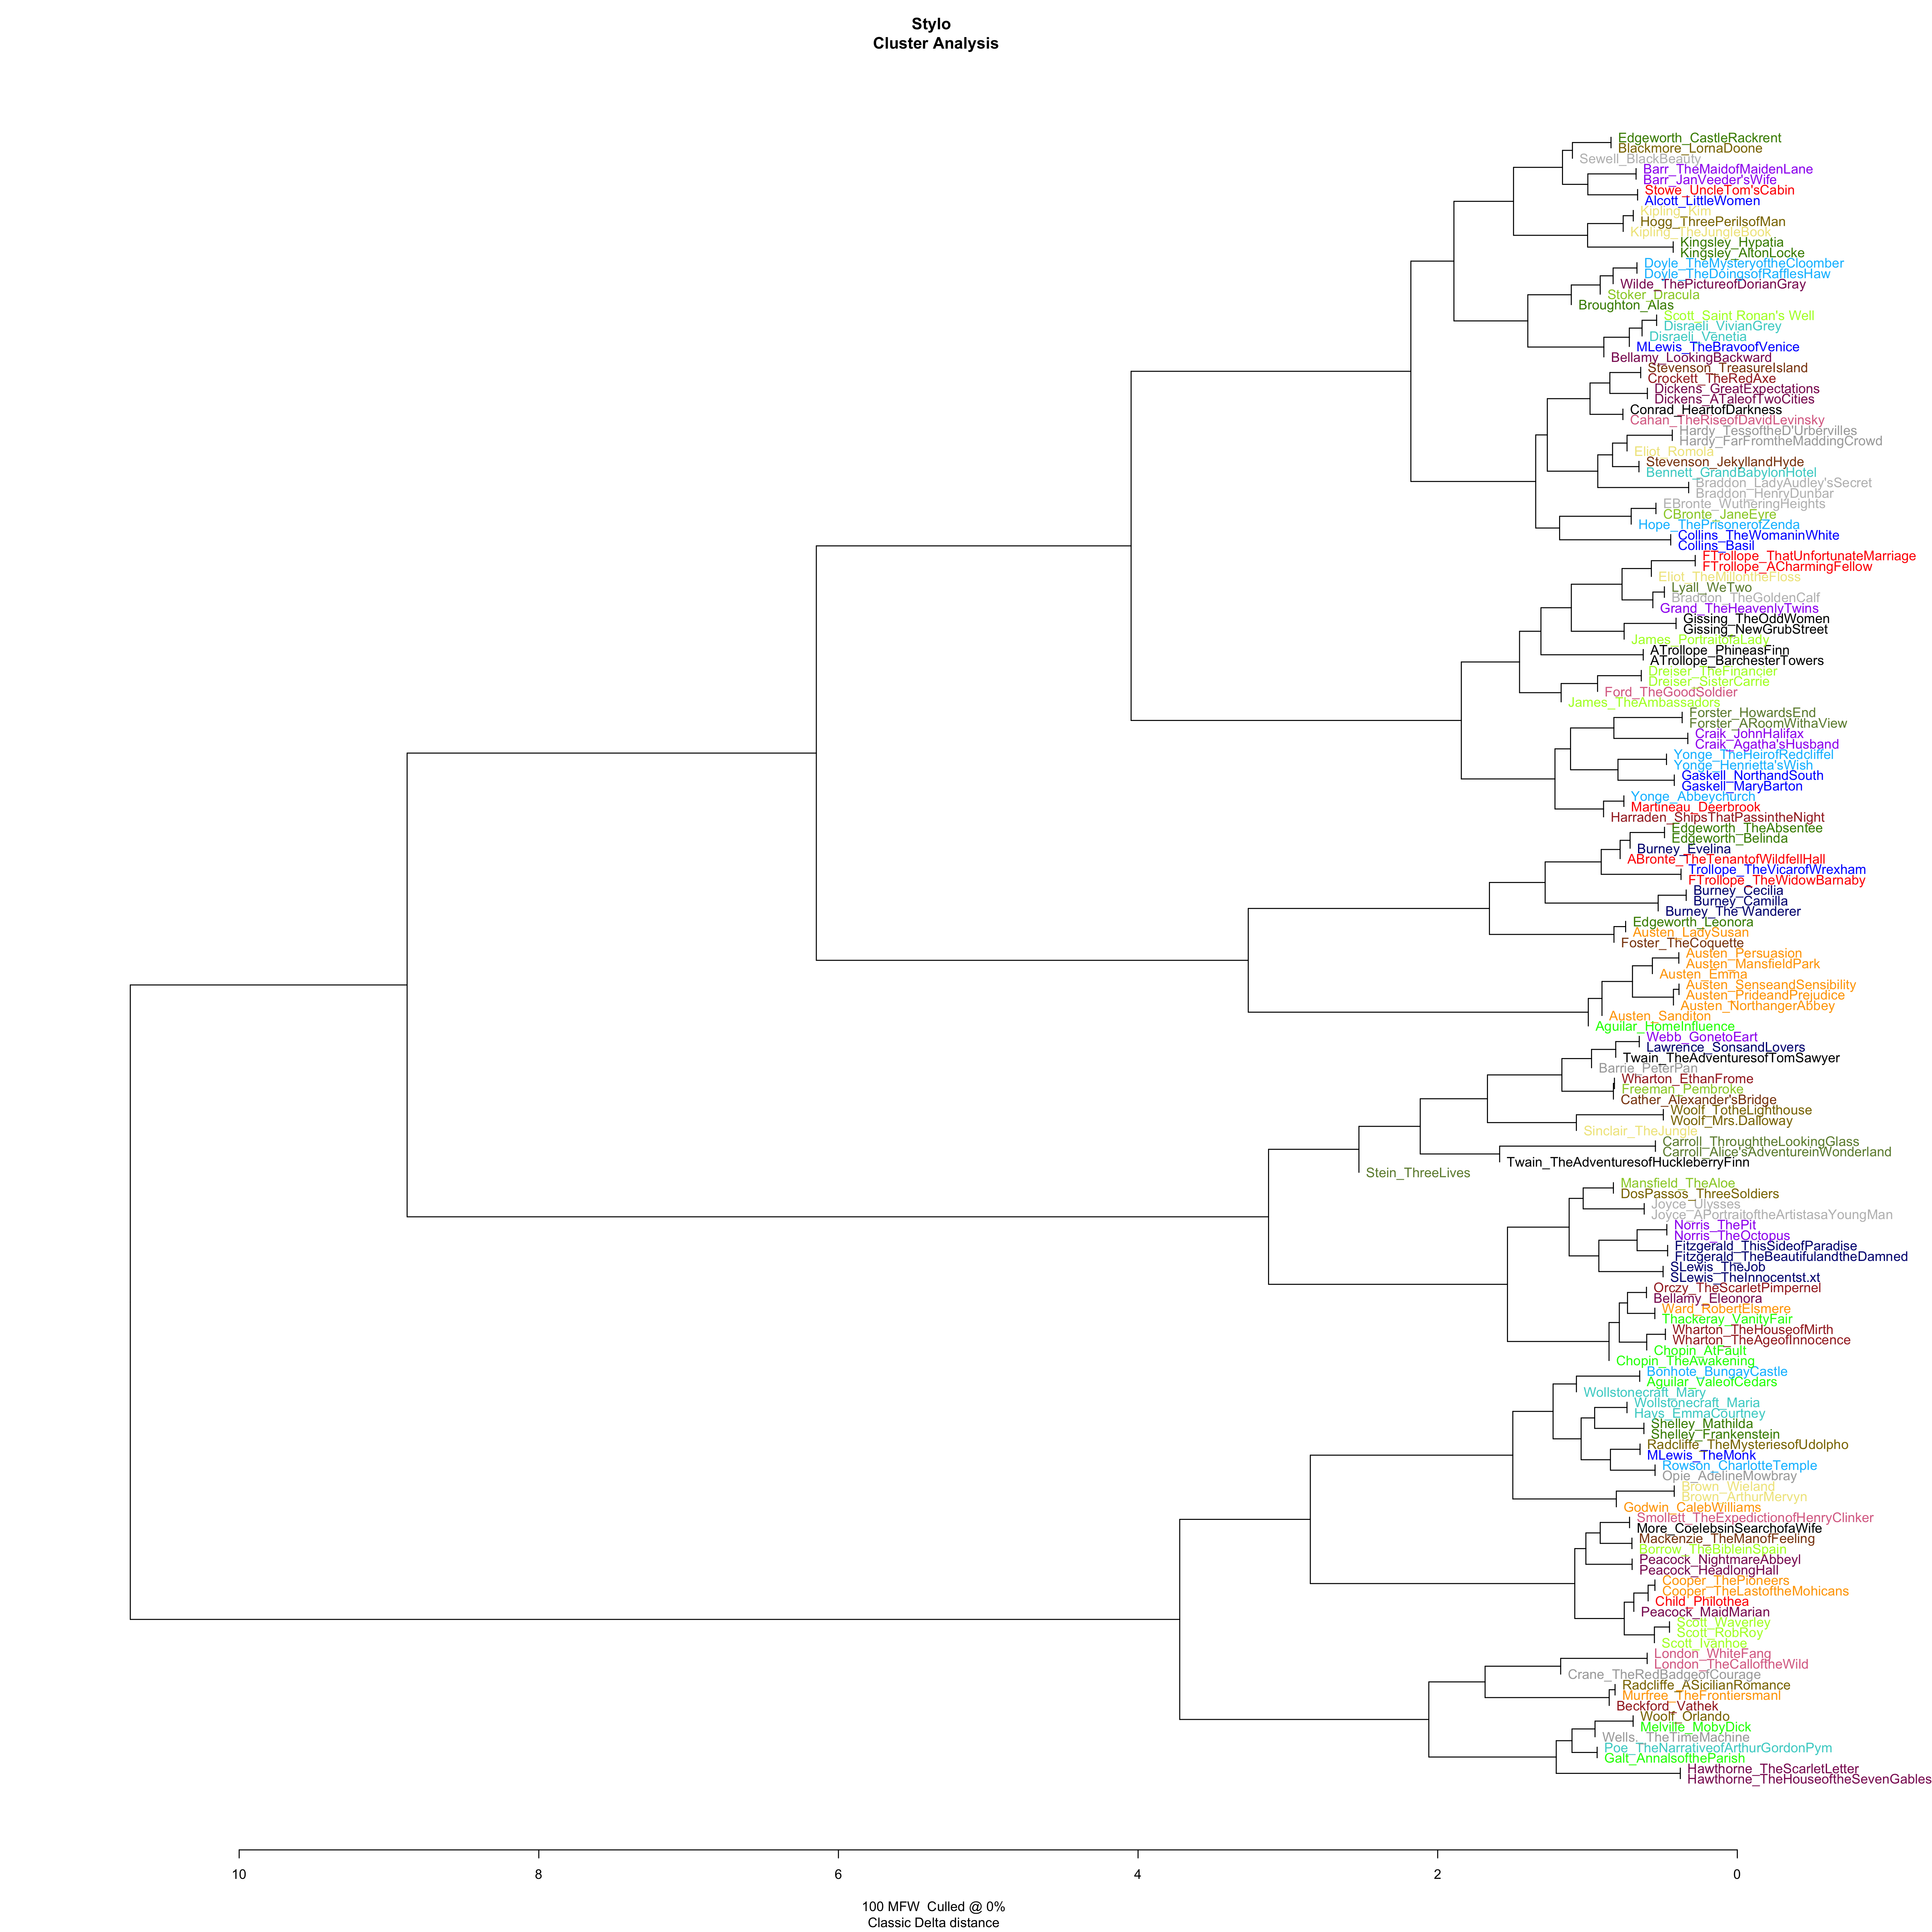 Stylo
Cluster Analysis
Edgeworth_CastleRackrent
Blackmore_LornaDoone
Sewell_BlackBeauty
Barr_TheMaidofMaidenLane
Barr_JanVeeder'sWife
Stowe_UncleTom'sCabin
Alcott_LittleWomen
Kipling_Kim
Hogg_ThreePerilsofMan
Kipling_TheJungleBook
Kingsley_Hypatia
Kingsley_AltonLocke
Doyle_TheMysteryoftheCloomber
Doyle_TheDoingsofRafflesHaw
Wilde_ThePictureofDorianGray
Stoker_Dracula
Broughton_Alas
Scott_Saint Ronan's Well
Disraeli_VivianGrey
Disraeli_Venetia
MLewis_TheBravoofVenice
Bellamy_LookingBackward
Stevenson_TreasureIsland
Crockett_TheRedAxe
Dickens_GreatExpectations
Dickens_ATaleofTwoCities
Conrad_HeartofDarkness
Cahan_TheRiseofDavidLevinsky
Hardy_TessoftheD'Urbervilles
Hardy_FarFromtheMaddingCrowd
Eliot_Romola
Stevenson_JekyllandHyde
Bennett_GrandBabylonHotel
Braddon_LadyAudley'sSecret
Braddon_HenryDunbar
EBronte_WutheringHeights
CBronte_JaneEyre
Hope_ThePrisonerofZenda
Collins_TheWomaninWhite
Collins_Basil
FTrollope_ThatUnfortunateMarriage
FTrollope_ACharmingFellow
Eliot_TheMillontheFloss
Lyall_WeTwo
Braddon_TheGoldenCalf
Grand_TheHeavenlyTwins
Gissing_TheOddWomen
Gissing_NewGrubStreet
James_PortraitofaLady
ATrollope_PhineasFinn
ATrollope_BarchesterTowers
Dreiser_TheFinancier
Dreiser_SisterCarrie
Ford_TheGoodSoldier
James_TheAmbassadors
Forster_HowardsEnd
Forster_ARoomWithaView
Craik_JohnHalifax
Craik_Agatha'sHusband
Yonge_TheHeirofRedcliffel
Yonge_Henrietta'sWish
Gaskell_NorthandSouth
Gaskell_MaryBarton
Yonge_Abbeychurch
Martineau_Deerbrook
Harraden_ShipsThatPassintheNight
Edgeworth_TheAbsentee
Edgeworth_Belinda
Burney_Evelina
ABronte_TheTenantofWildfellHall
Trollope_TheVicarofWrexham
FTrollope_TheWidowBarnaby
Burney_Cecilia
Burney_Camilla
Burney_The Wanderer
Edgeworth_Leonora
Austen_LadySusan
Foster_TheCoquette
Austen_Persuasion
Austen_MansfieldPark
Austen_Emma
Austen_SenseandSensibility
Austen_PrideandPrejudice
Austen_NorthangerAbbey
Austen_Sanditon
Aguilar_HomeInfluence
Webb_GonetoEart
Lawrence_SonsandLovers
Twain_TheAdventuresofTomSawyer
Barrie_PeterPan
Wharton_EthanFrome
Freeman_Pembroke
Cather_Alexander'sBridge
Woolf_TotheLighthouse
Woolf_Mrs.Dalloway
Sinclair_TheJungle
Carroll_ThroughtheLookingGlass
Carroll_Alice'sAdventureinWonderland
Twain_TheAdventuresofHuckleberryFinn
Stein_ThreeLives
Mansfield_TheAloe
DosPassos_ThreeSoldiers
Joyce_Ulysses
Joyce_APortraitoftheArtistasaYoungMan
Norris_ThePit
Norris_TheOctopus
Fitzgerald_ThisSideofParadise
Fitzgerald_TheBeautifulandtheDamned
SLewis_TheJob
SLewis_TheInnocentst.xt
Orczy_TheScarletPimpernel
Bellamy_Eleonora
Ward_RobertElsmere
Thackeray_VanityFair
Wharton_TheHouseofMirth
Wharton_TheAgeofInnocence
Chopin_AtFault
Chopin_TheAwakening
Bonhote_BungayCastle
Aguilar_ValeofCedars
Wollstonecraft_Mary
Wollstonecraft_Maria
Hays_EmmaCourtney
Shelley_Mathilda
Shelley_Frankenstein
Radcliffe_TheMysteriesofUdolpho
MLewis_TheMonk
Rowson_CharlotteTemple
Opie_AdelineMowbray
Brown_Wieland
Brown_ArthurMervyn
Godwin_CalebWilliams
Smollett_TheExpeditionofHenryClinker
More_CoelebsinSearchofaWife
Mackenzie_TheManofFeeling
Borrow_TheBibleinSpain
Peacock_NightmareAbbeyl
Peacock_HeadlongHall
Cooper_ThePioneers
Cooper_TheLastoftheMohicans
Child_Philothea
Peacock_MaidMarian
Scott_Waverley
Scott_RobRoy
Scott_Ivanhoe
London_WhiteFang
London_TheCalloftheWild
Crane_TheRedBadgeofCourage
Radcliffe_ASicilianRomance
Murfree_TheFrontiersmanl
Beckford_Vathek
Woolf_Orlando
Melville_MobyDick
Wells,_TheTimeMachine
Poe_TheNarrativeofArthurGordonPym
Galt_AnnalsoftheParish
Hawthorne_TheScarletLetter
Hawthorne_TheHouseoftheSevenGables
10 8 6 4 2 0
100 MFW Culled @ 0%
Classic Delta distance